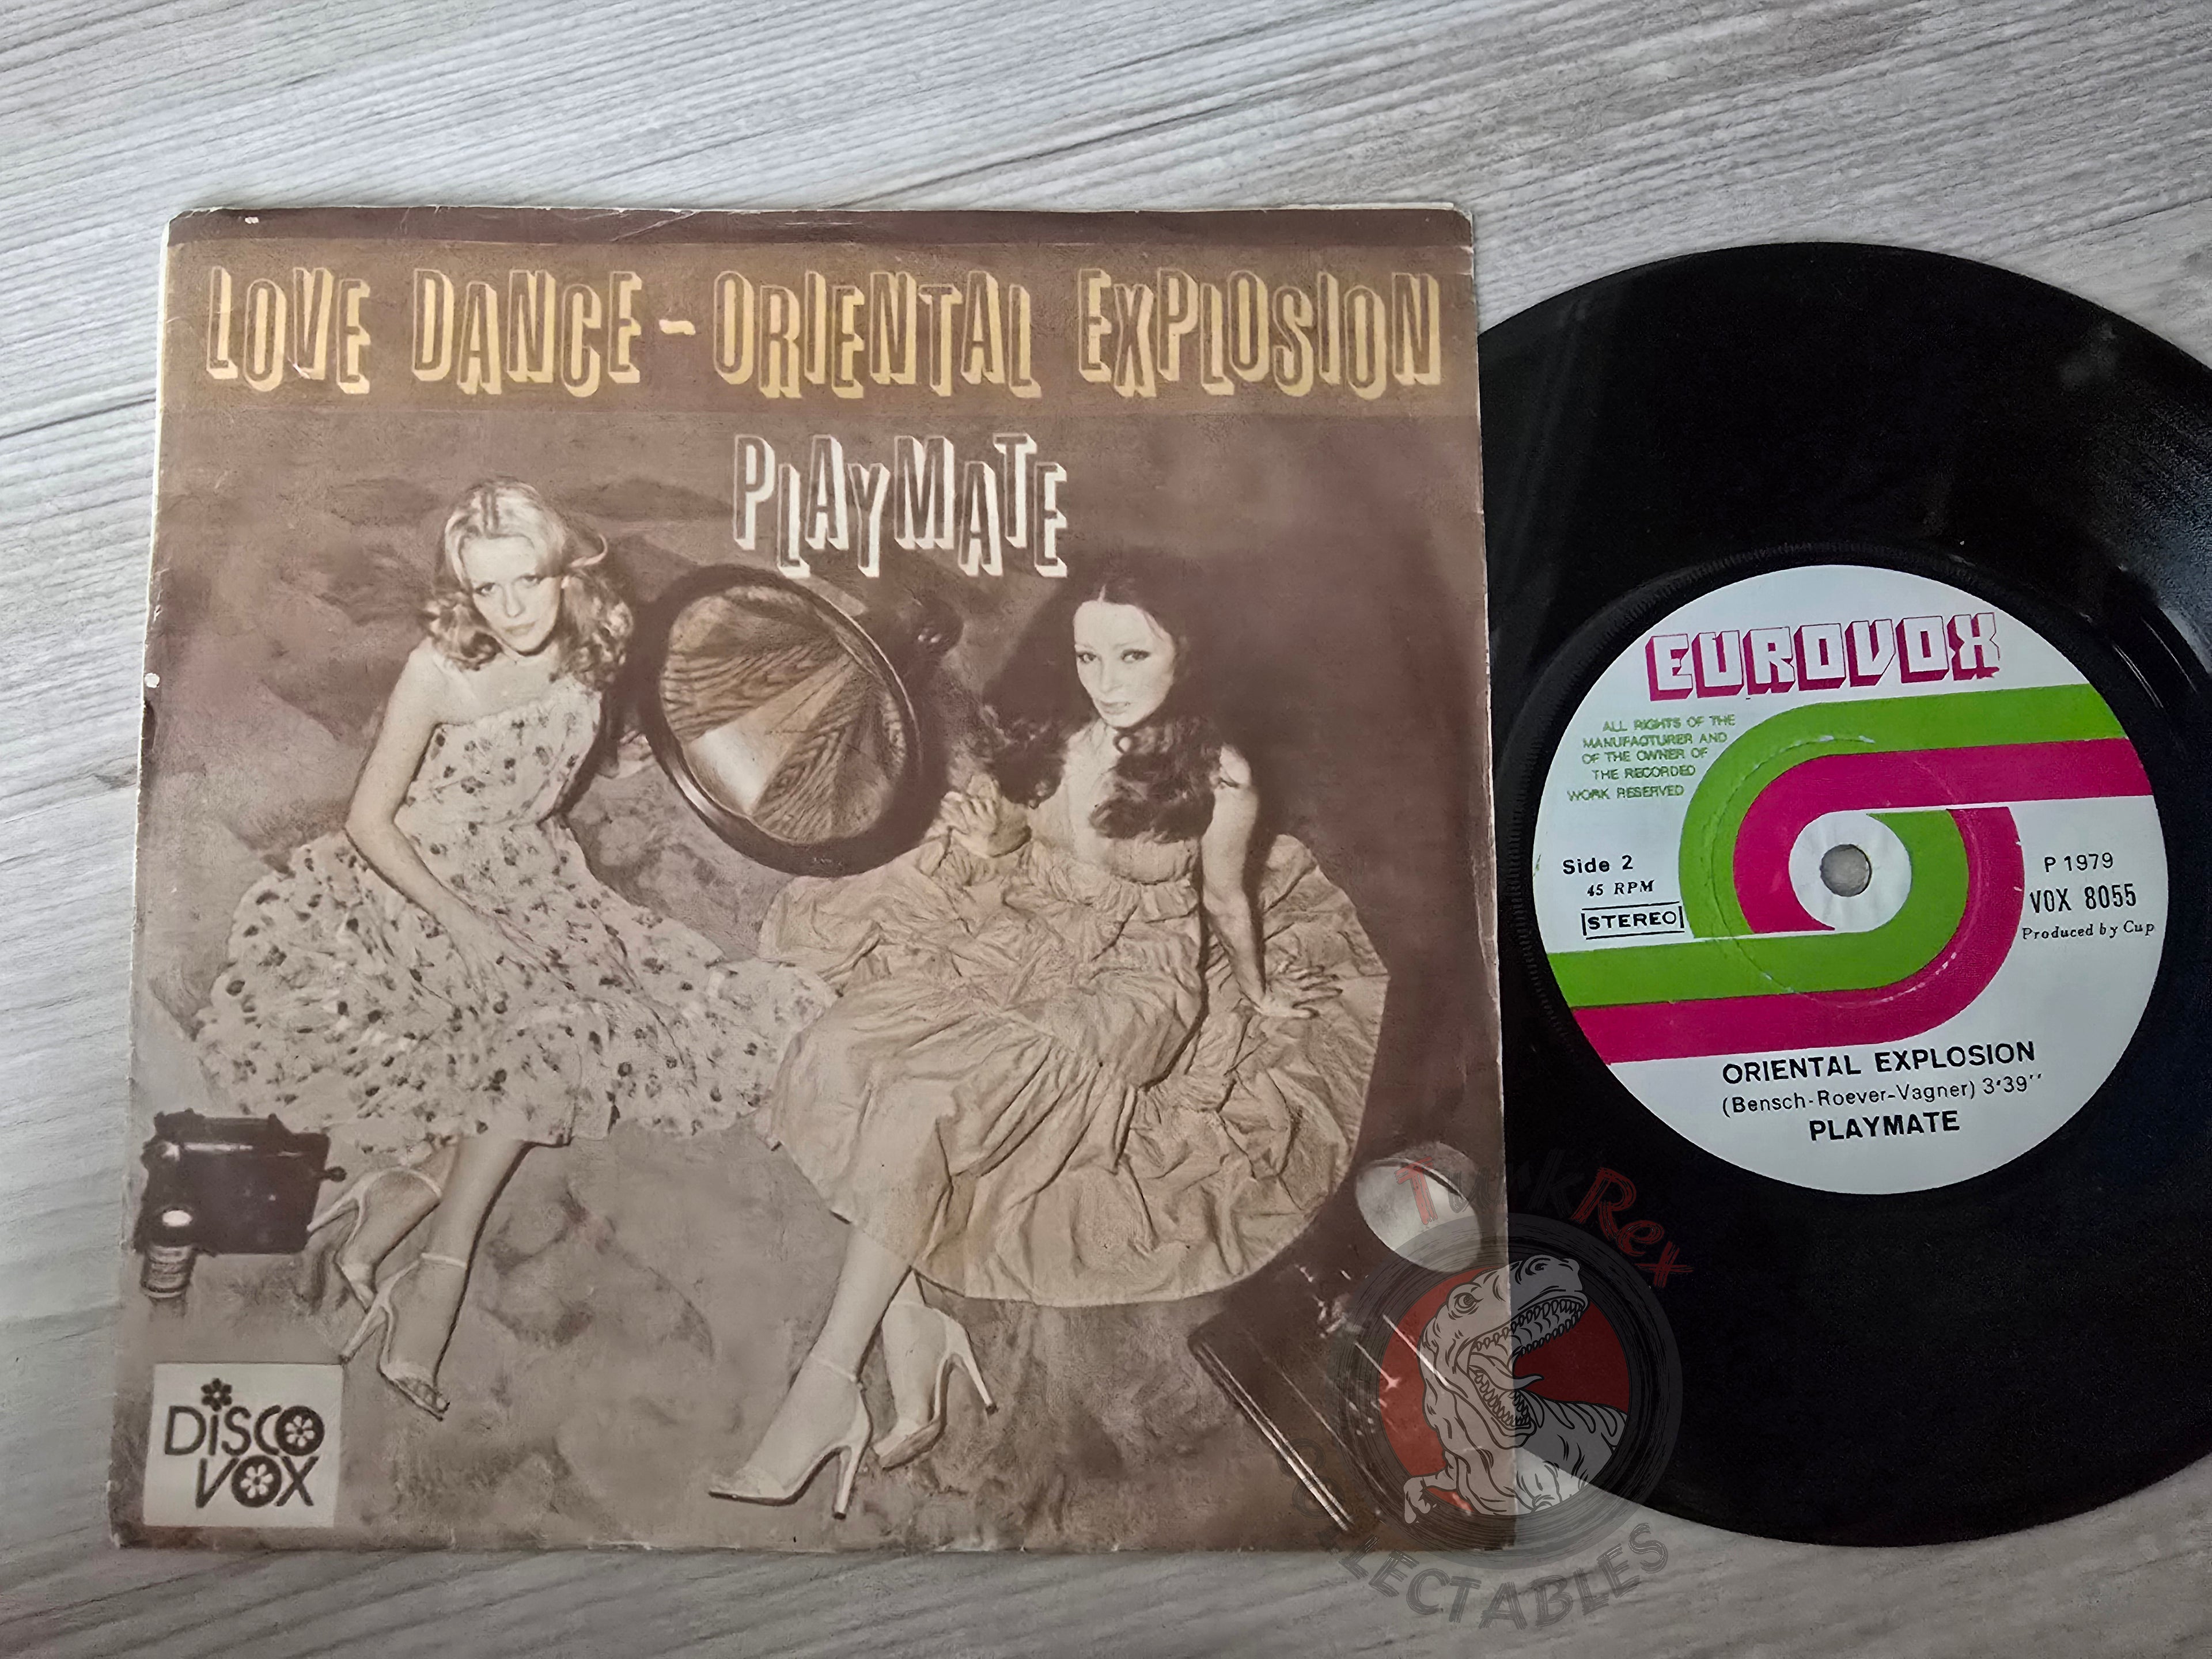 LOVE DANCE - ORIENTAL EXPLOSION
PLAYMATE
DiSCO
VOX
EUROVOX
ALL RIGHTS OF THE
MANUFACTURER AND
OF THE OWNER OF
THE RECORDED
WORK RESERVED
Side 2
45 RPM
STEREO
P 1979
VOX 8055
Produced by Cup
ORIENTAL EXPLOSION
(Bensch-Roever-Vagner) 3'39''
PLAYMATE
TurkRex
COLLECTABLES